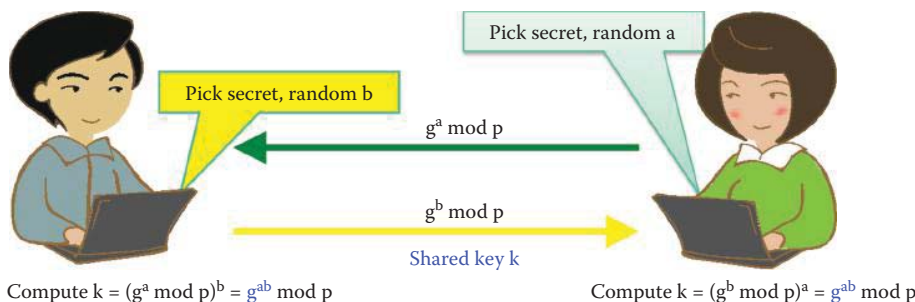 Pick secret, random a
Pick secret, random b
gᵃ mod p
gᵇ mod p
Shared key k
Compute k = (gᵃ mod p)ᵇ = gᵃᵇ mod p
Compute k = (gᵇ mod p)ᵃ = gᵃᵇ mod p